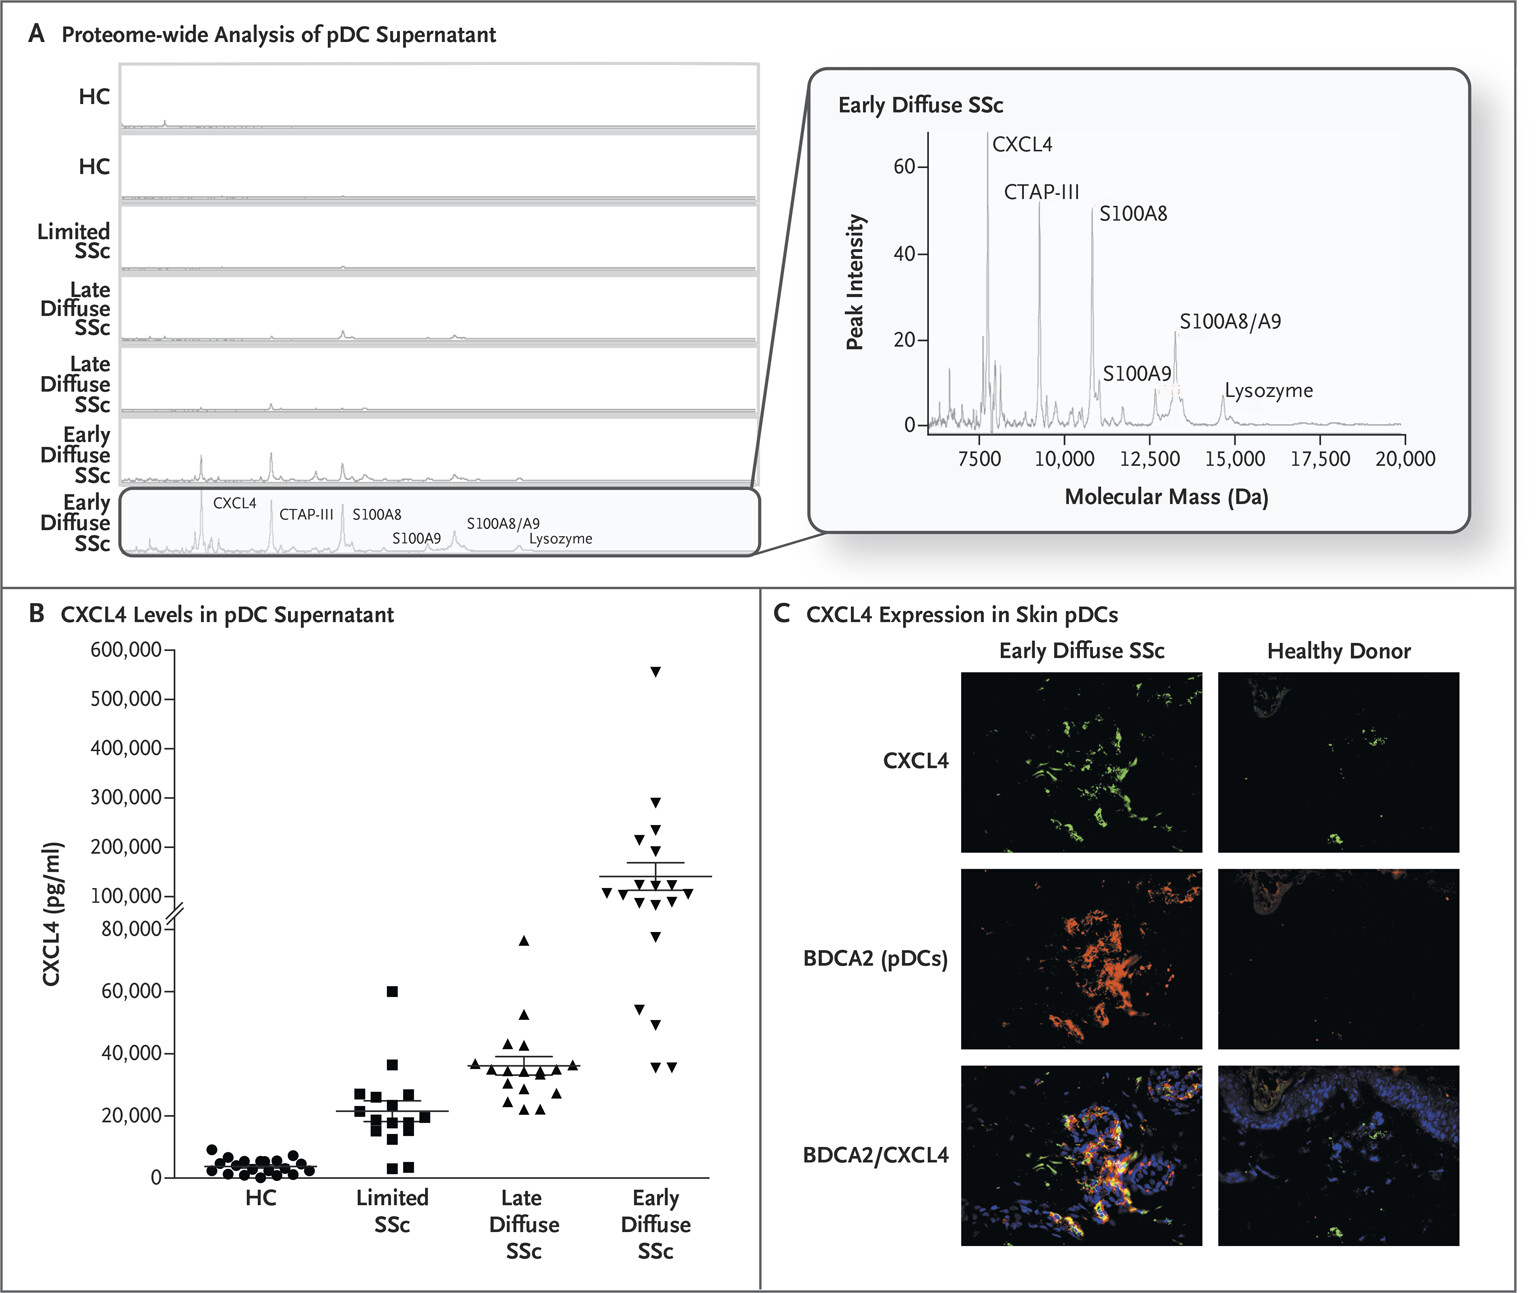 A Proteome-wide Analysis of pDC Supernatant
HC
HC
Limited
SSc
Late
Diffuse
SSc
Late
Diffuse
SSc
Early
Diffuse
SSc
Early
Diffuse
SSc
CXCL4
CTAP-III
S100A8
S100A9
S100A8/A9
Lysozyme
Early Diffuse SSc
Peak Intensity
60
40
20
0
CXCL4
CTAP-III
S100A8
S100A9
S100A8/A9
Lysozyme
7500 10,000 12,500 15,000 17,500 20,000
Molecular Mass (Da)
B CXCL4 Levels in pDC Supernatant
CXCL4 (pg/ml)
600,000
500,000
400,000
300,000
200,000
100,000
80,000
60,000
40,000
20,000
0
HC
Limited
SSc
Late
Diffuse
SSc
Early
Diffuse
SSc
C CXCL4 Expression in Skin pDCs
Early Diffuse SSc Healthy Donor
CXCL4
BDCA2 (pDCs)
BDCA2/CXCL4